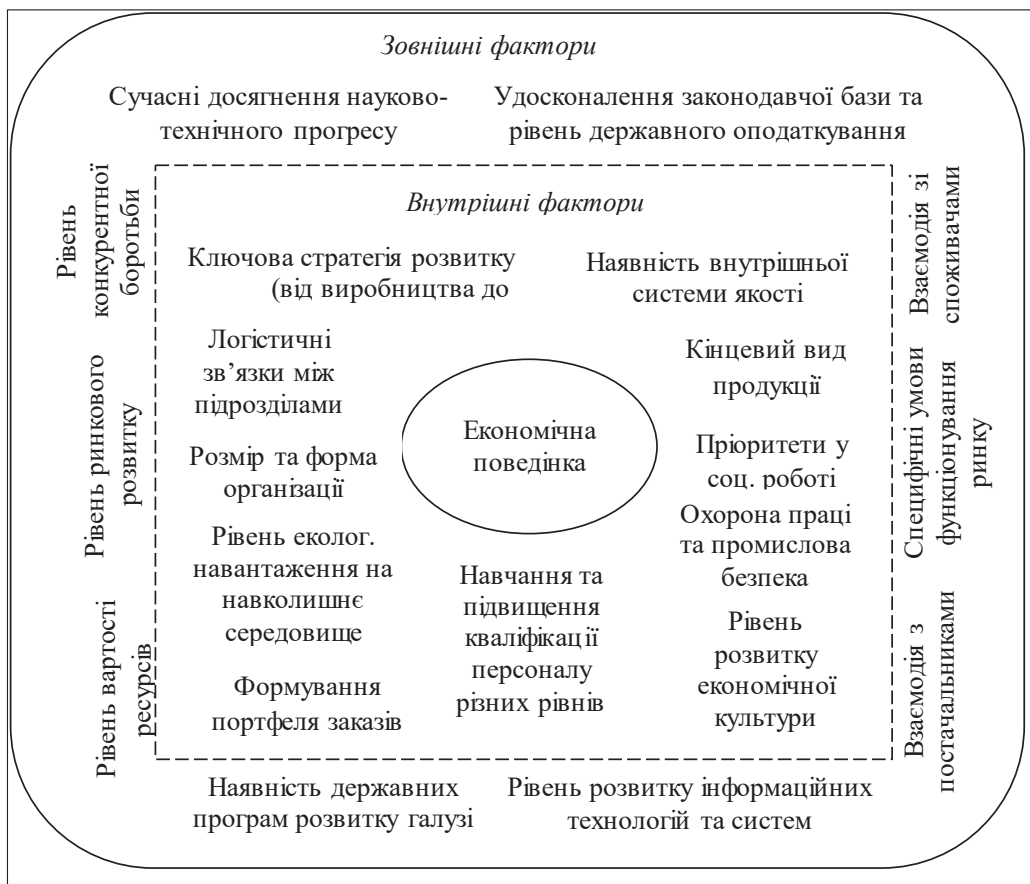 Зовнішні фактори
Сучасні досягнення науково-
технічного прогресу
Удосконалення законодавчої бази та
рівень державного оподаткування
Рівень
конкурентної
боротьби
Рівень ринкового
розвитку
Рівень вартості
ресурсів
Внутрішні фактори
Ключова стратегія розвитку
(від виробництва до
Наявність внутрішньої
системи якості
Логістичні
зв’язки між
підрозділами
Кінцевий вид
продукції
Економічна
поведінка
Розмір та форма
організації
Пріоритети у
соц. роботі
Охорона праці
та промислова
безпека
Рівень еколог.
навантаження на
навколишнє
середовище
Навчання та
підвищення
кваліфікації
персоналу
різних рівнів
Рівень
розвитку
економічної
культури
Формування
портфеля заказів
Взаємодія зі
споживачами
Специфічні умови
функціонування
ринку
Взаємодія з
постачальниками
Наявність державних
програм розвитку галузі
Рівень розвитку інформаційних
технологій та систем